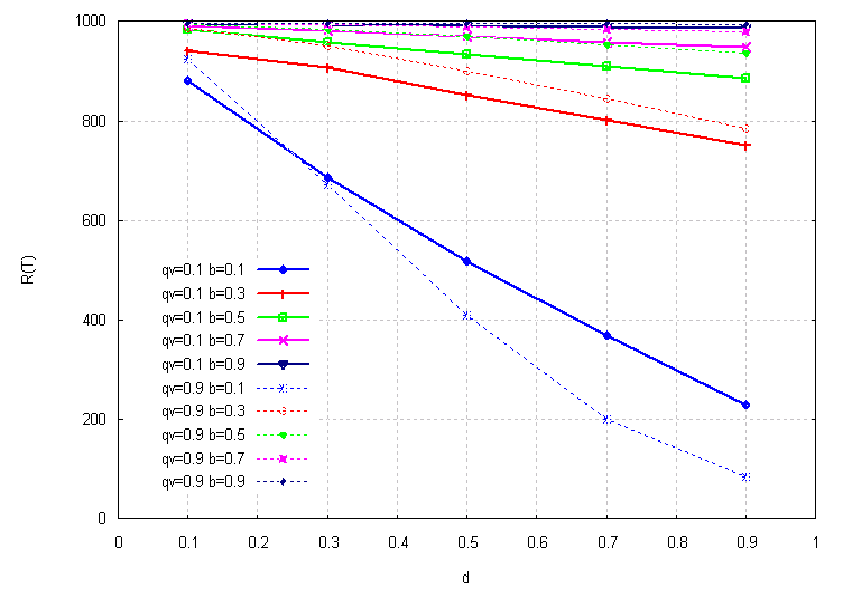 1000
800
600
400
200
0
R(T)
qv=0.1 b=0.1
qv=0.1 b=0.3
qv=0.1 b=0.5
qv=0.1 b=0.7
qv=0.1 b=0.9
qv=0.9 b=0.1
qv=0.9 b=0.3
qv=0.9 b=0.5
qv=0.9 b=0.7
qv=0.9 b=0.9
0 0.1 0.2 0.3 0.4 0.5 0.6 0.7 0.8 0.9 1
d